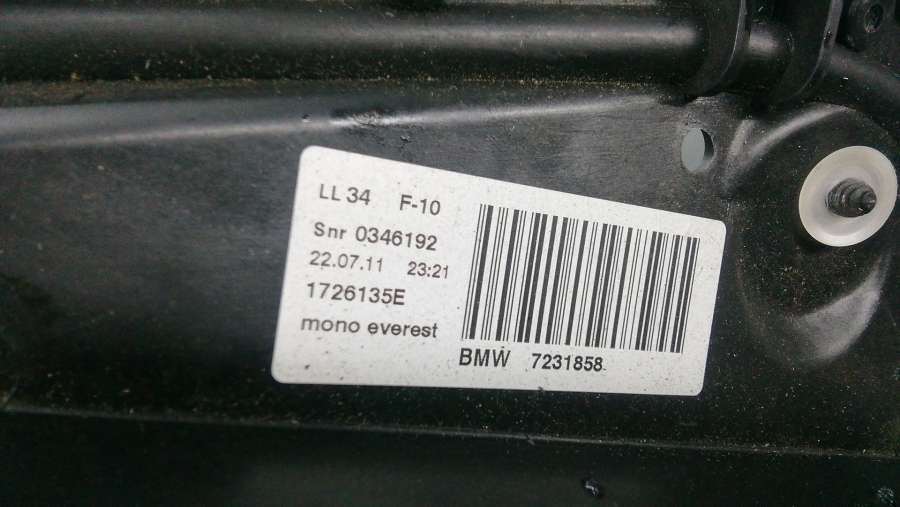 LL 34 F-10
Snr 0346192
22.07.11 23:21
1726135E
mono everest
BMW 7231858